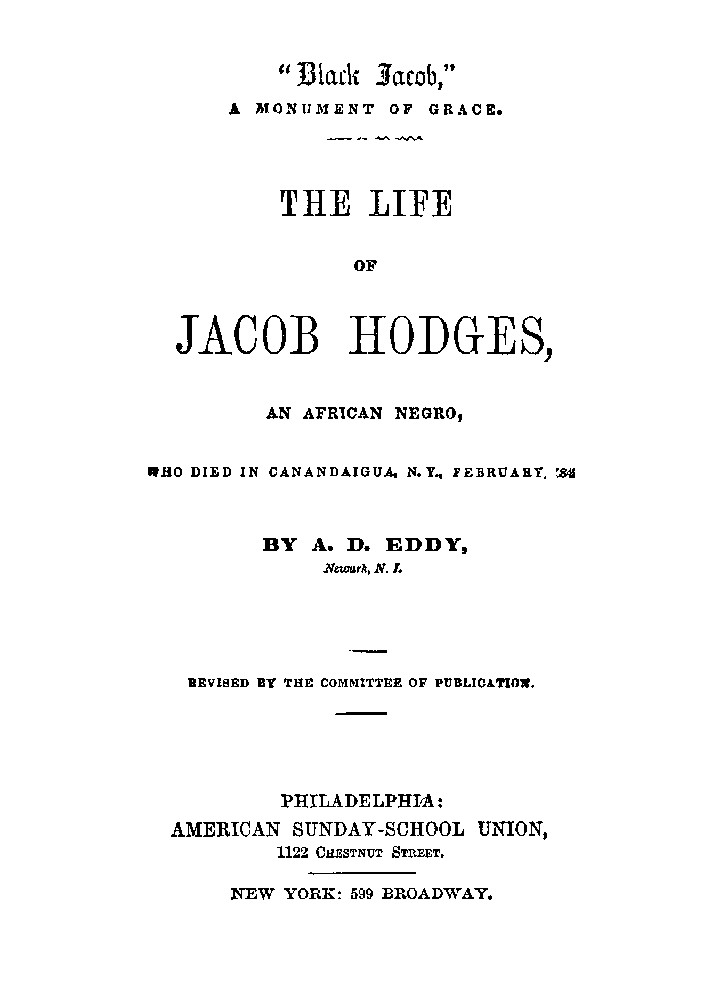 "Black Jacob,"
A MONUMENT OF GRACE.
THE LIFE
OF
JACOB HODGES,
AN AFRICAN NEGRO,
WHO DIED IN CANANDAIGUA, N. Y., FEBRUARY,
BY A. D. EDDY,
Newark, N. J.
REVISED BY THE COMMITTEE OF PUBLICATION.
PHILADELPHIA:
AMERICAN SUNDAY-SCHOOL UNION,
1122 CHESTNUT STREET.
NEW YORK: 599 BROADWAY.